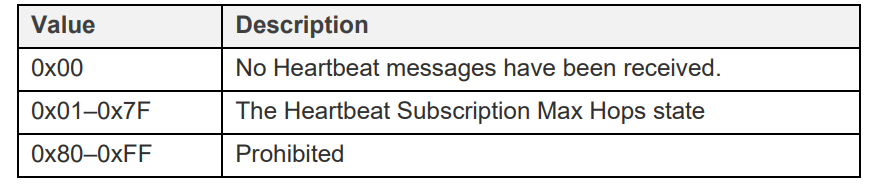 Value Description
0x00 No Heartbeat messages have been received.
0x01–0x7F The Heartbeat Subscription Max Hops state
0x80–0xFF Prohibited